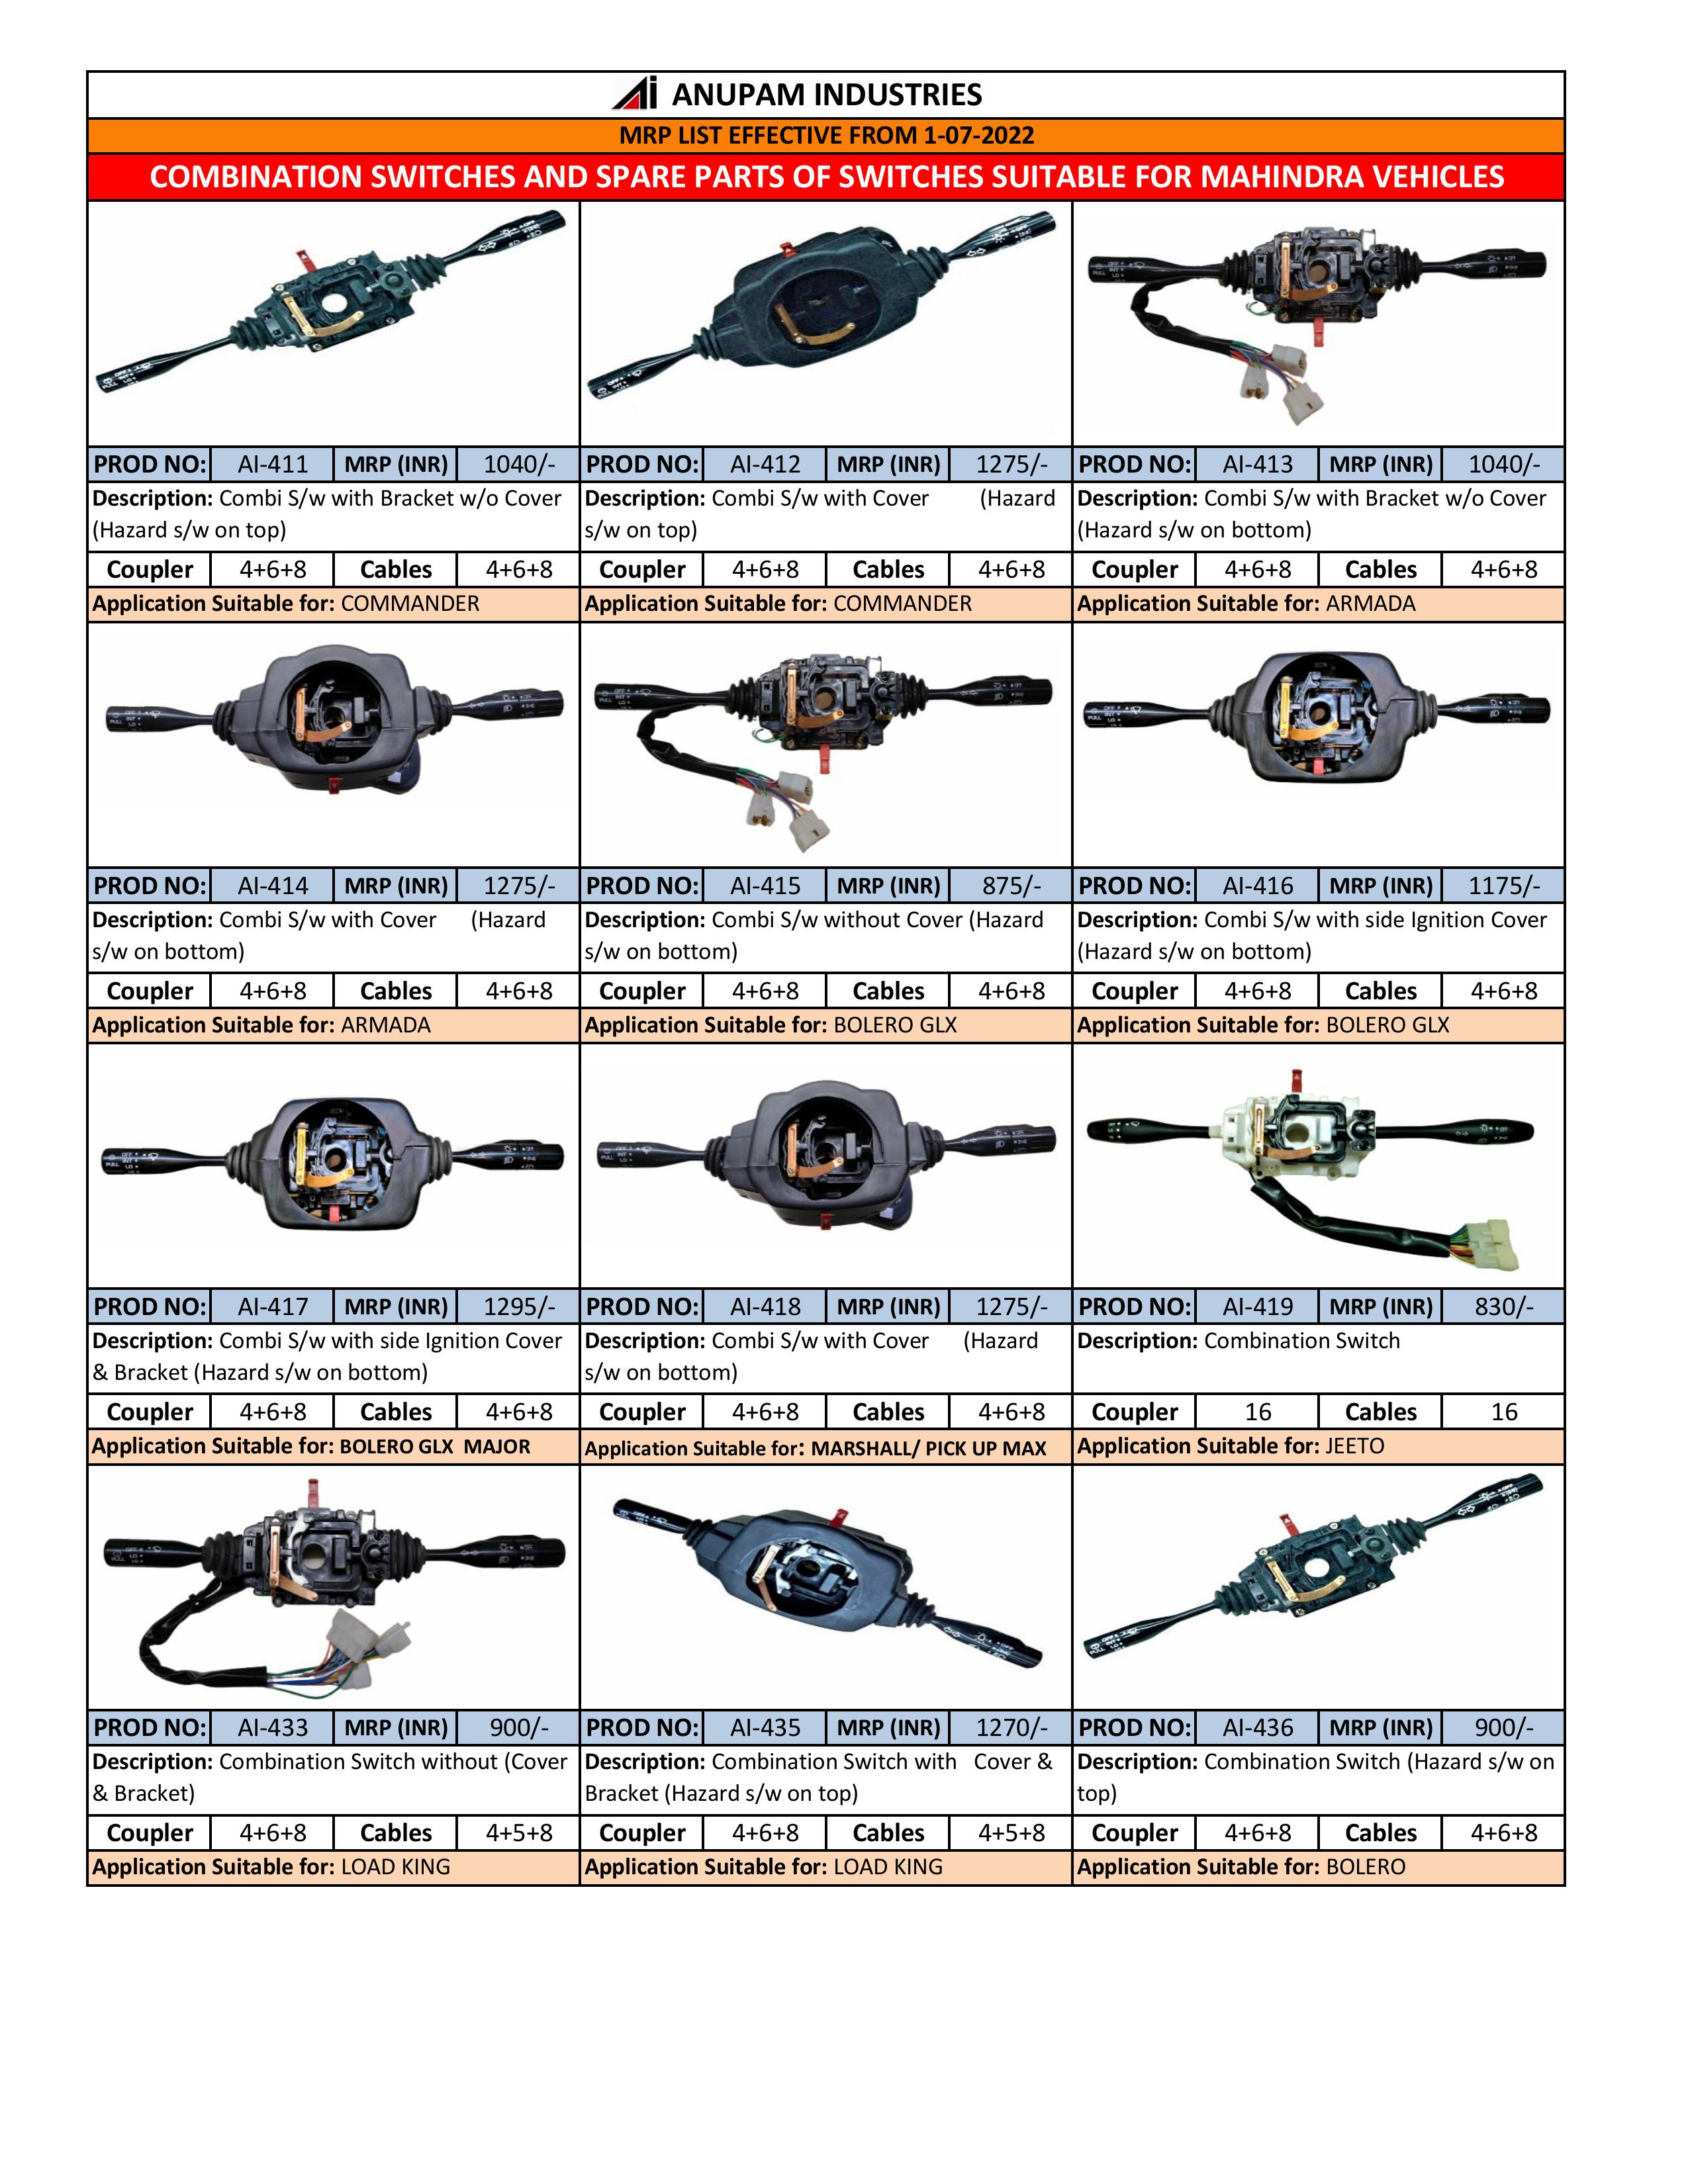 Ai ANUPAM INDUSTRIES
MRP LIST EFFECTIVE FROM 1-07-2022
COMBINATION SWITCHES AND SPARE PARTS OF SWITCHES SUITABLE FOR MAHINDRA VEHICLES
PROD NO: AI-411 MRP (INR) 1040/- PROD NO: AI-412 MRP (INR) 1275/- PROD NO: AI-413 MRP (INR) 1040/-
Description: Combi S/w with Bracket w/o Cover
(Hazard s/w on top)
Description: Combi S/w with Cover (Hazard
s/w on top)
Description: Combi S/w with Bracket w/o Cover
(Hazard s/w on bottom)
Coupler 4+6+8 Cables 4+6+8 Coupler 4+6+8 Cables 4+6+8 Coupler 4+6+8 Cables 4+6+8
Application Suitable for: COMMANDER Application Suitable for: COMMANDER Application Suitable for: ARMADA
PROD NO: AI-414 MRP (INR) 1275/- PROD NO: AI-415 MRP (INR) 875/- PROD NO: AI-416 MRP (INR) 1175/-
Description: Combi S/w with Cover (Hazard
s/w on bottom)
Description: Combi S/w without Cover (Hazard
s/w on bottom)
Description: Combi S/w with side Ignition Cover
(Hazard s/w on bottom)
Coupler 4+6+8 Cables 4+6+8 Coupler 4+6+8 Cables 4+6+8 Coupler 4+6+8 Cables 4+6+8
Application Suitable for: ARMADA Application Suitable for: BOLERO GLX Application Suitable for: BOLERO GLX
PROD NO: AI-417 MRP (INR) 1295/- PROD NO: AI-418 MRP (INR) 1275/- PROD NO: AI-419 MRP (INR) 830/-
Description: Combi S/w with side Ignition Cover
& Bracket (Hazard s/w on bottom)
Description: Combi S/w with Cover (Hazard
s/w on bottom)
Description: Combination Switch
Coupler 4+6+8 Cables 4+6+8 Coupler 4+6+8 Cables 4+6+8 Coupler 16 Cables 16
Application Suitable for: BOLERO GLX MAJOR Application Suitable for: MARSHALL/ PICK UP MAX Application Suitable for: JEETO
PROD NO: AI-433 MRP (INR) 900/- PROD NO: AI-435 MRP (INR) 1270/- PROD NO: AI-436 MRP (INR) 900/-
Description: Combination Switch without (Cover
& Bracket)
Description: Combination Switch with Cover &
Bracket (Hazard s/w on top)
Description: Combination Switch (Hazard s/w on
top)
Coupler 4+6+8 Cables 4+5+8 Coupler 4+6+8 Cables 4+5+8 Coupler 4+6+8 Cables 4+6+8
Application Suitable for: LOAD KING Application Suitable for: LOAD KING Application Suitable for: BOLERO